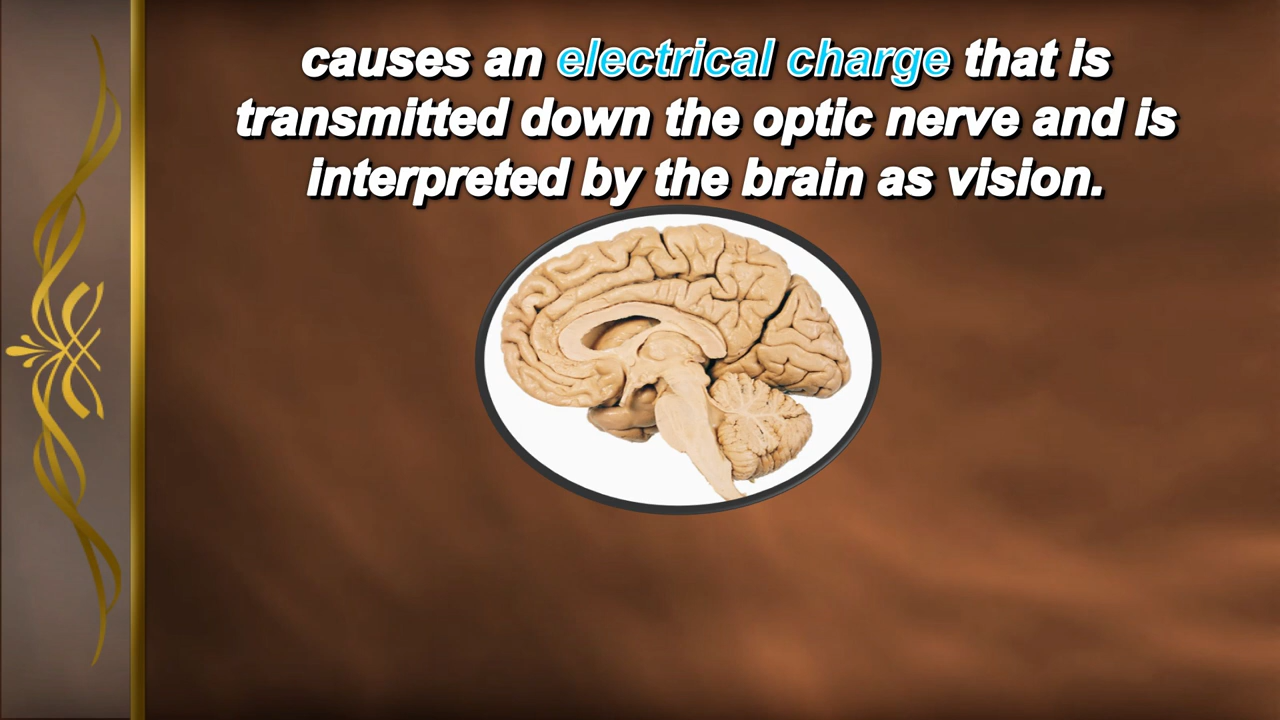 causes an electrical charge that is
transmitted down the optic nerve and is
interpreted by the brain as vision.